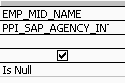 EMP_MID_NAME
PPI_SAP_AGENCY_IN
Is Null